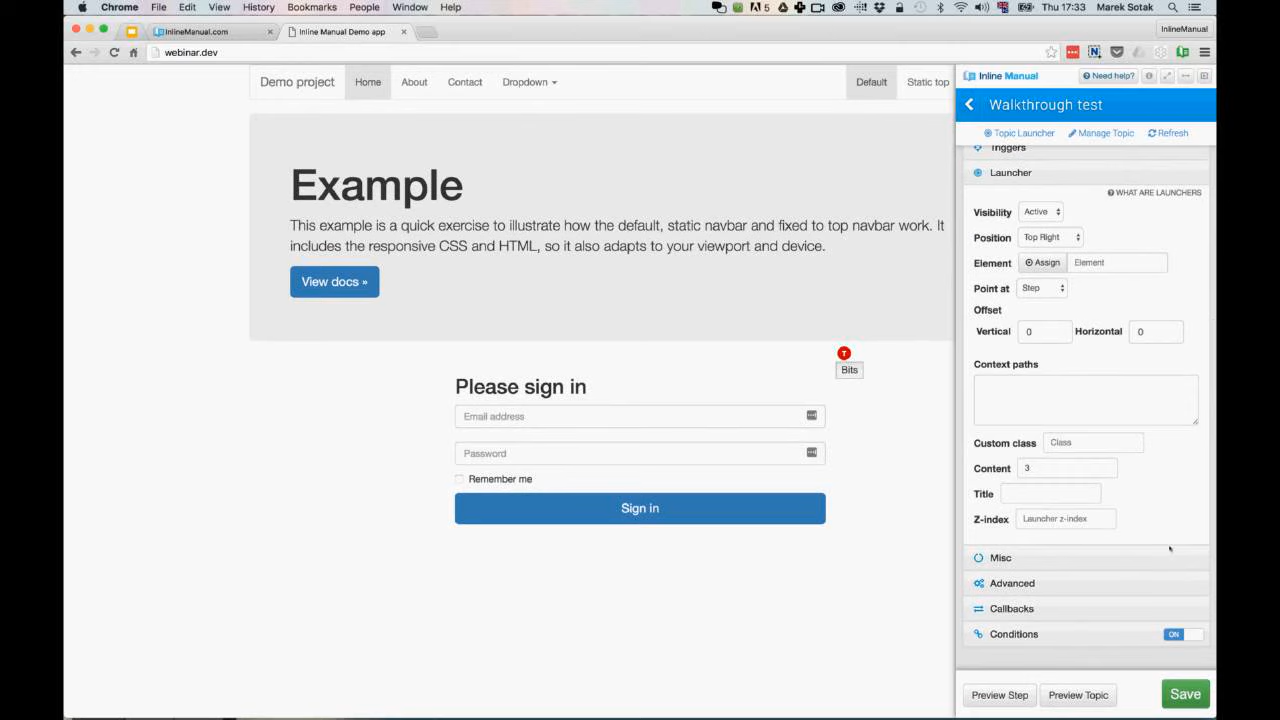 Chrome File Edit View History Bookmarks People Window Help
5 Thu 17:33 Marek Sotak
InlineManual.com
Inline Manual Demo app
InlineManual
webinar.dev
Demo project Home About Contact Dropdown
Default Static top
Example
This example is a quick exercise to illustrate how the default, static navbar and fixed to top navbar work. It
includes the responsive CSS and HTML, so it also adapts to your viewport and device.
View docs »
T
Bits
Please sign in
Email address
Password
Remember me
Sign in
Inline Manual
Need help?
Walkthrough test
Topic Launcher Manage Topic Refresh
Triggers
Launcher
WHAT ARE LAUNCHERS
Visibility Active
Position Top Right
Element Assign Element
Point at Step
Offset
Vertical 0 Horizontal 0
Context paths
Custom class Class
Content 3
Title
Z-index Launcher z-index
Misc
Advanced
Callbacks
Conditions ON
Preview Step Preview Topic Save